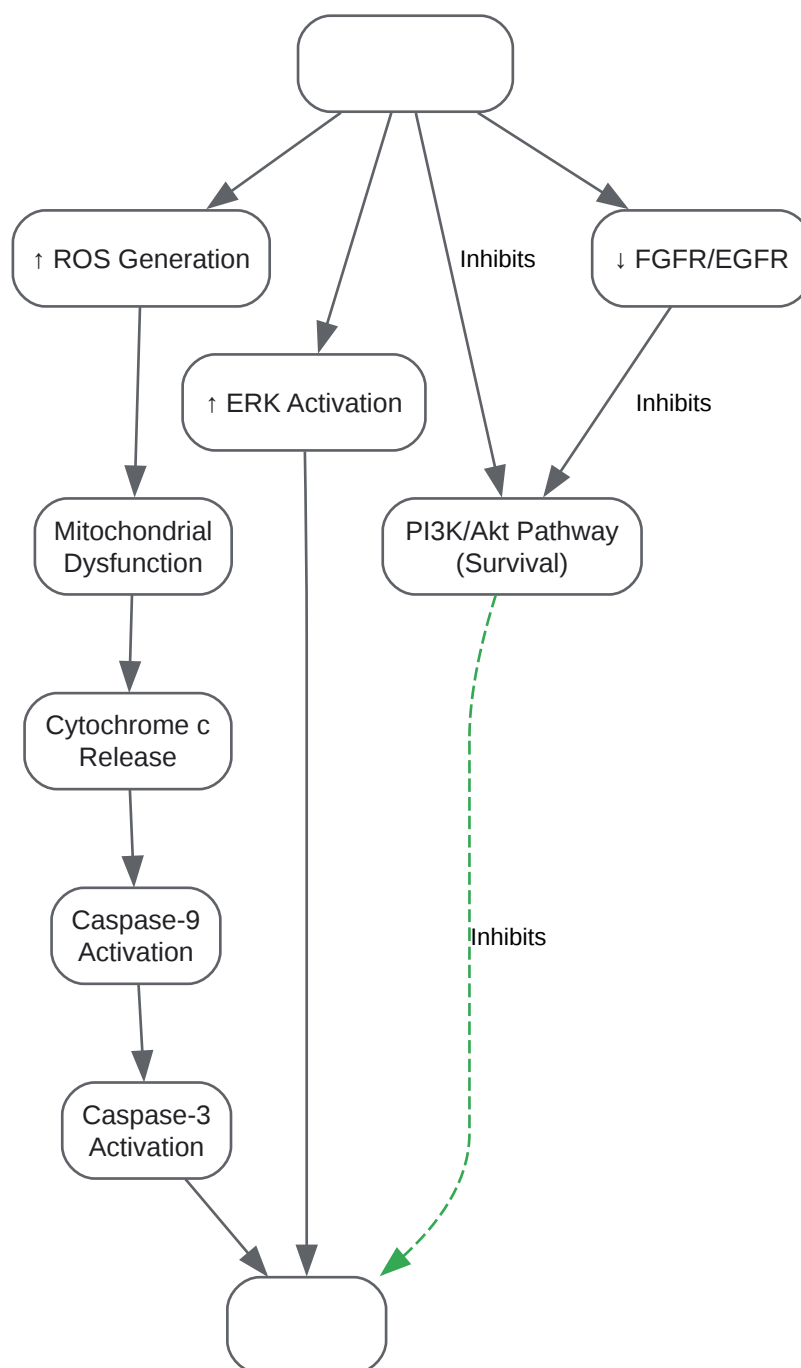 ↑ ROS Generation
Inhibits
↓ FGFR/EGFR
↑ ERK Activation
Inhibits
Mitochondrial
Dysfunction
PI3K/Akt Pathway
(Survival)
Cytochrome c
Release
Caspase-9
Activation
Inhibits
Caspase-3
Activation